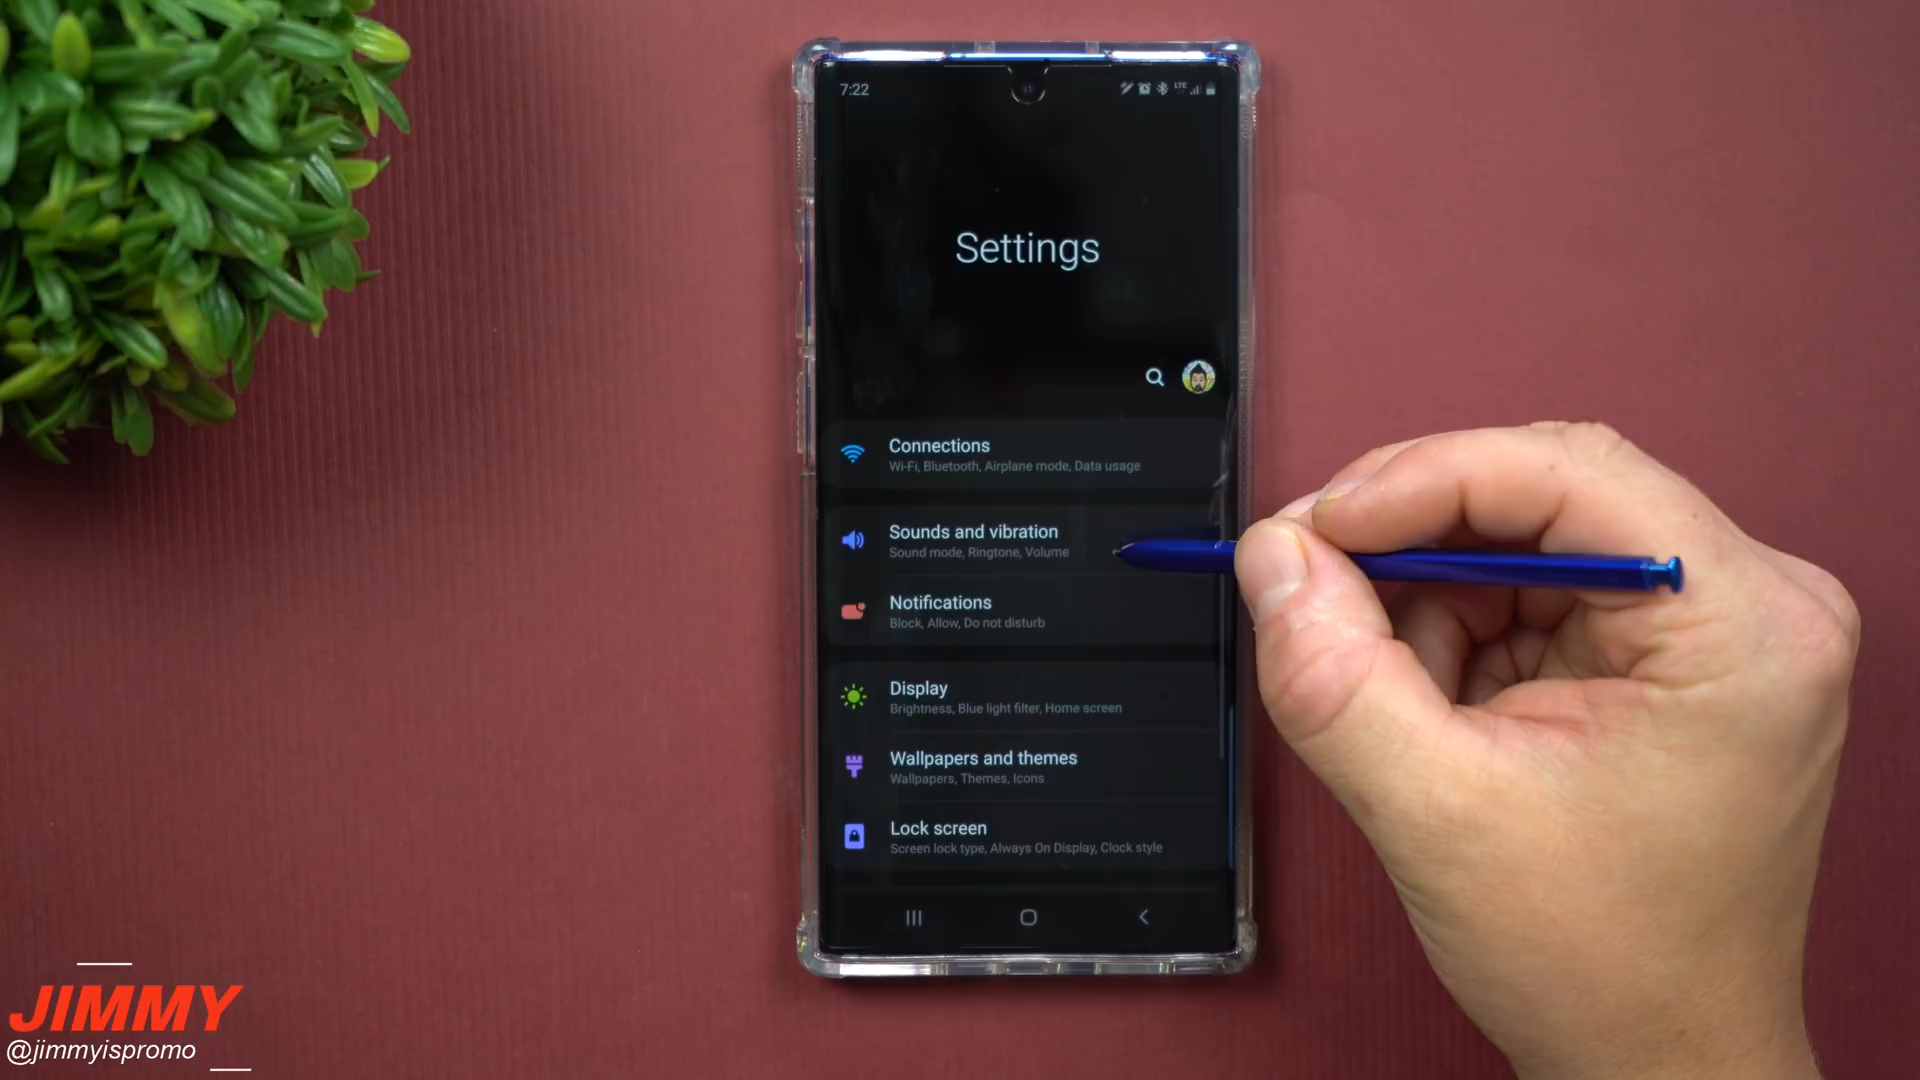 7:22
LTE
Settings
Connections
Wi-Fi, Bluetooth, Airplane mode, Data usage
Sounds and vibration
Sound mode, Ringtone, Volume
Notifications
Block, Allow, Do not disturb
Display
Brightness, Blue light filter, Home screen
Wallpapers and themes
Wallpapers, Themes, Icons
Lock screen
Screen lock type, Always On Display, Clock style
JIMMY
@jimmyispromo